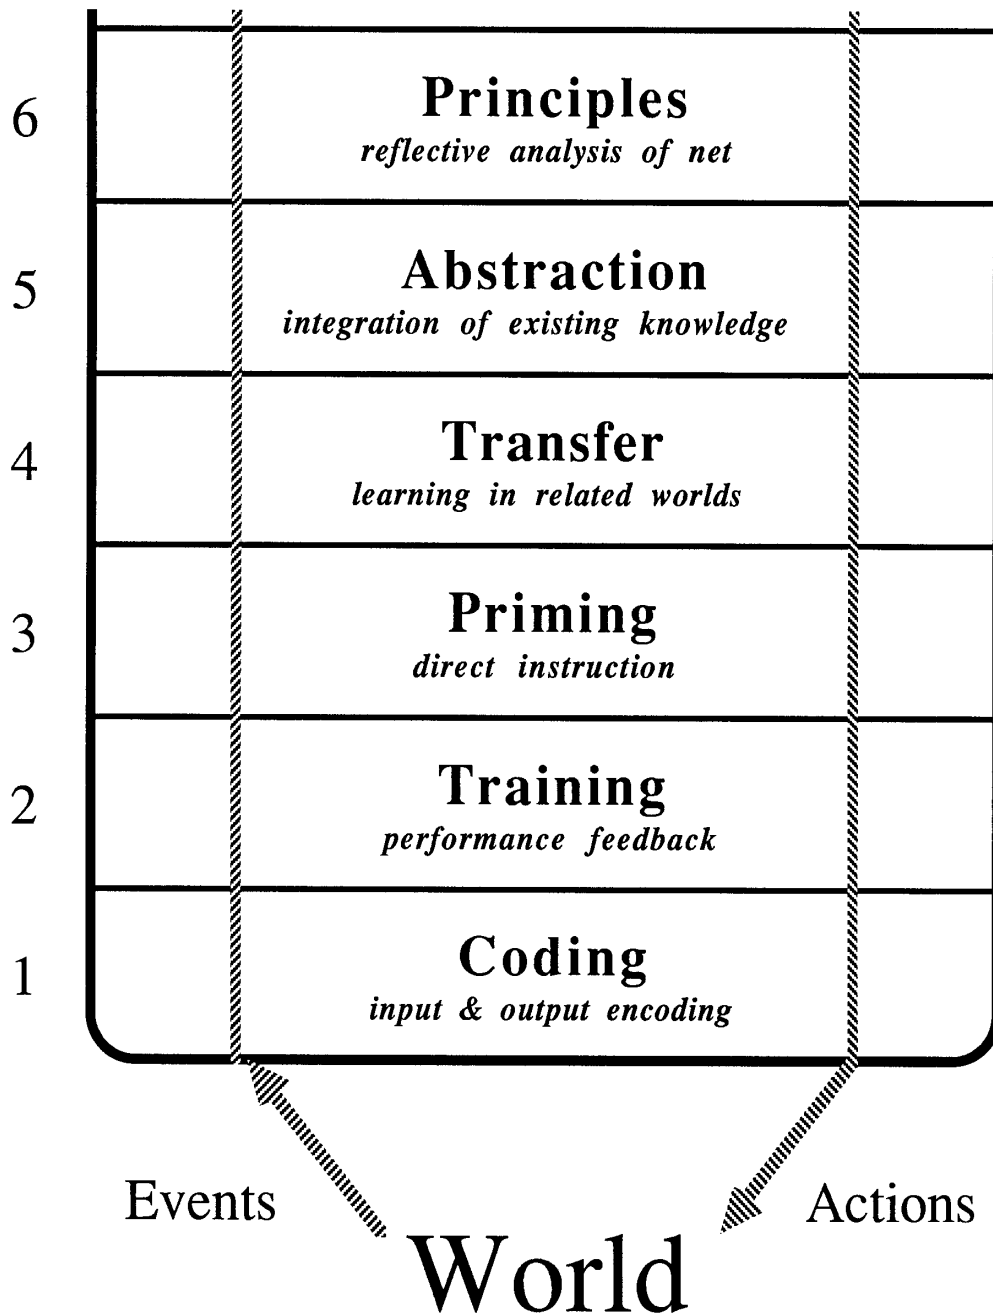 6
Principles
reflective analysis of net
5
Abstraction
integration of existing knowledge
4
Transfer
learning in related worlds
3
Priming
direct instruction
2
Training
performance feedback
1
Coding
input & output encoding
Events
Actions
World